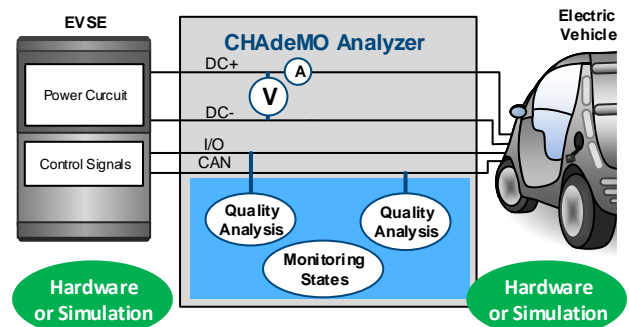 EVSE
Electric
Vehicle
CHAdeMO Analyzer
DC+
A
Power Curcuit
V
DC-
I/O
Control Signals
CAN
Quality
Analysis
Quality
Analysis
Monitoring
States
Hardware
or Simulation
Hardware
or Simulation